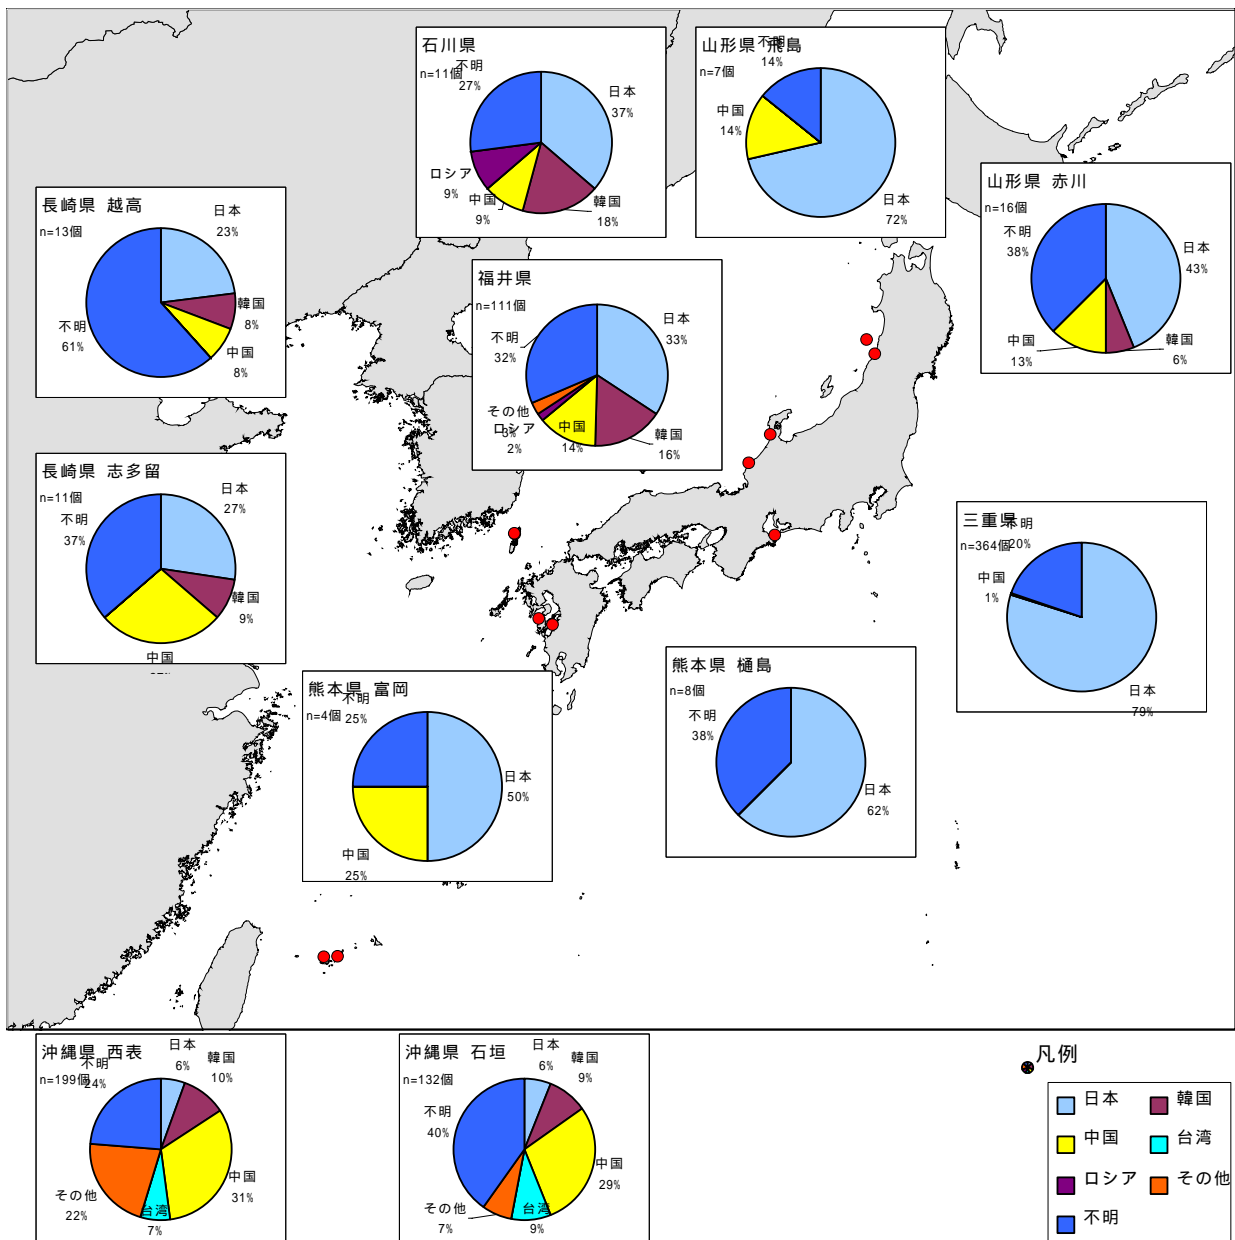 石川県
n=11個
不明
27%
日本
37%
ロシア
9%
中国
9%
韓国
18%
山形県 飛島
n=7個
不明
14%
中国
14%
日本
72%
山形県 赤川
n=16個
不明
38%
日本
43%
中国
13%
韓国
6%
長崎県 越高
n=13個
日本
23%
韓国
8%
中国
8%
不明
61%
福井県
n=111個
不明
32%
日本
33%
その他
3%
ロシア
2%
中国
14%
韓国
16%
長崎県 志多留
n=11個
不明
37%
日本
27%
韓国
9%
中国
三重県
n=364個
不明
20%
中国
1%
日本
79%
熊本県 富岡
n=4個
不明
25%
日本
50%
中国
25%
熊本県 樋島
n=8個
不明
38%
日本
62%
沖縄県 西表
n=199個
不明
24%
日本
6%
韓国
10%
中国
31%
台湾
7%
その他
22%
沖縄県 石垣
n=132個
不明
40%
日本
6%
韓国
9%
中国
29%
台湾
9%
その他
7%
凡例
日本 韓国
中国 台湾
ロシア その他
不明